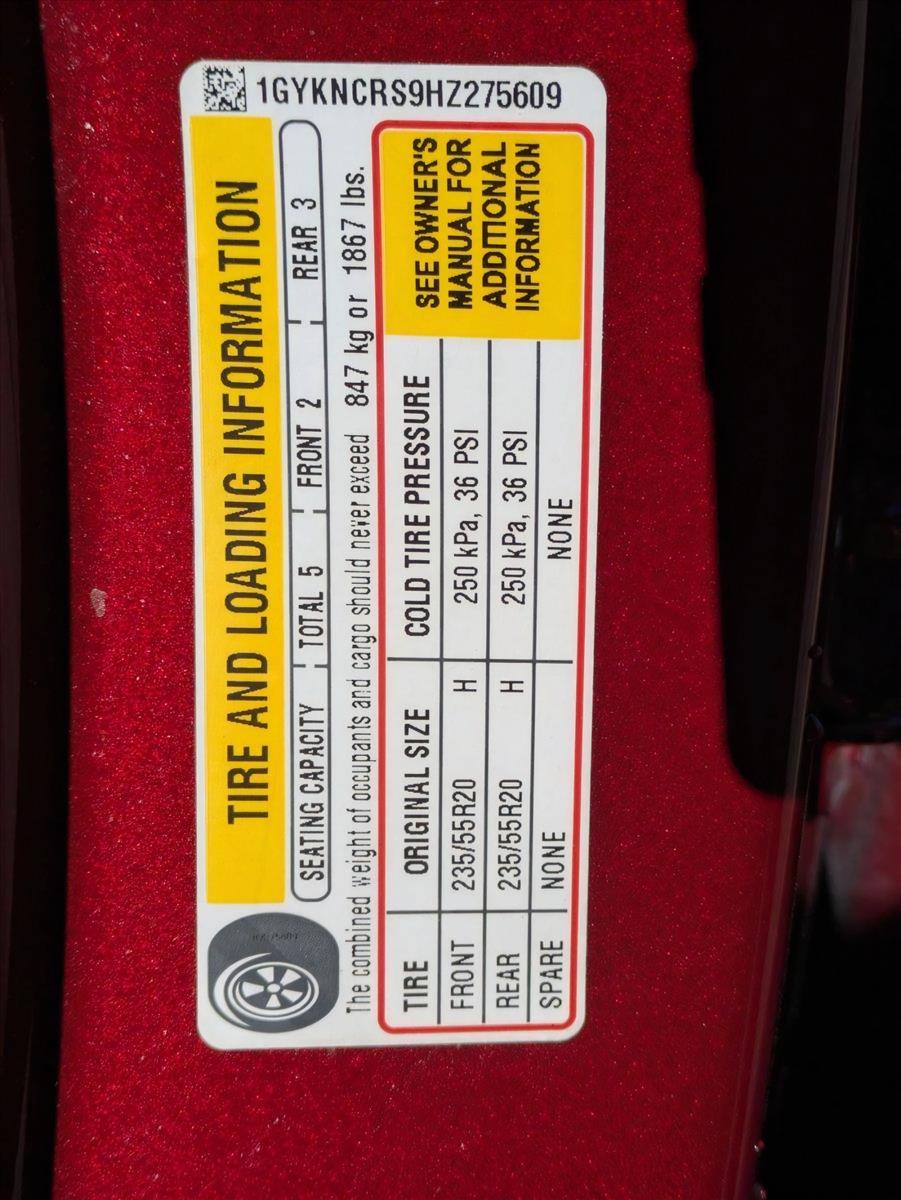 1GYKNCRS9HZ275609
TIRE AND LOADING INFORMATION
SEATING CAPACITY TOTAL 5 FRONT 2 REAR 3
The combined weight of occupants and cargo should never exceed 847 kg or 1867 lbs.
TIRE ORIGINAL SIZE COLD TIRE PRESSURE
FRONT 235/55R20 H 250 kPa, 36 PSI
REAR 235/55R20 H 250 kPa, 36 PSI
SPARE NONE NONE
SEE OWNER'S
MANUAL FOR
ADDITIONAL
INFORMATION